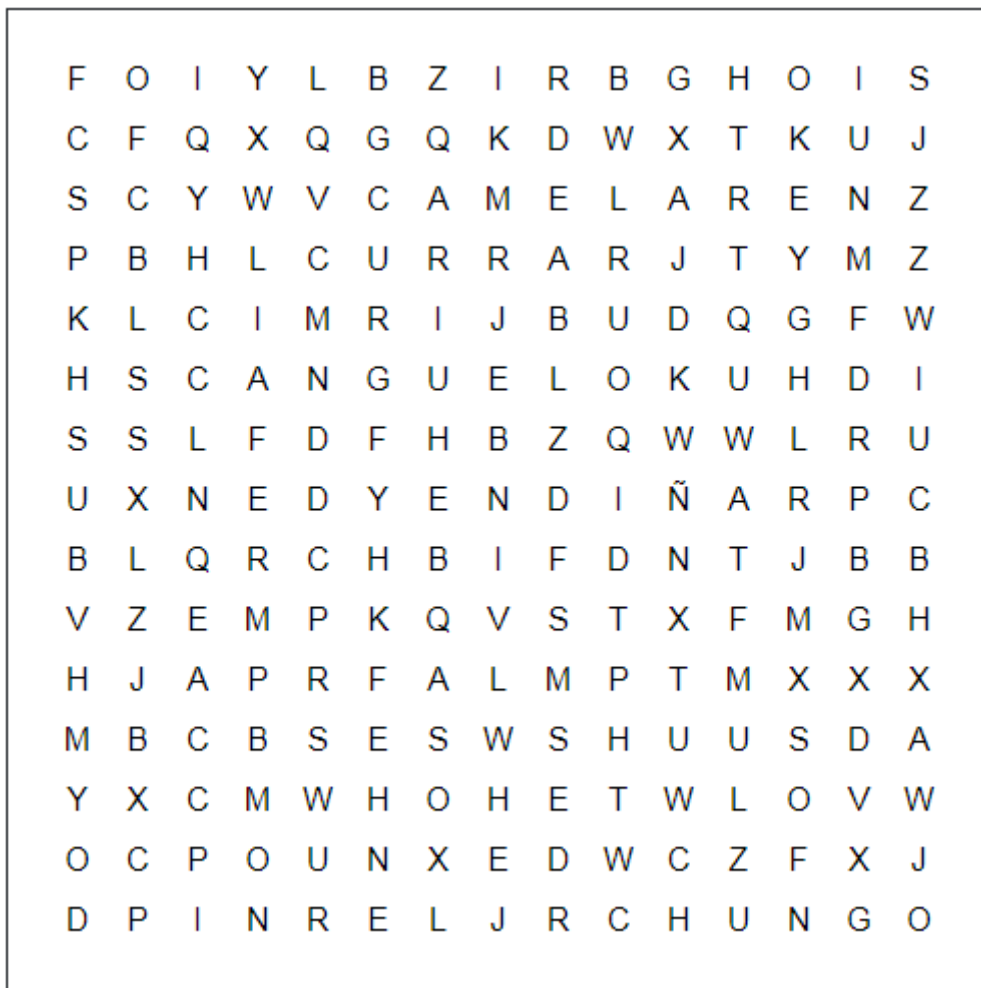 F O I Y L B Z I R B G H O I S
C F Q X Q G Q K D W X T K U J
S C Y W V C A M E L A R E N Z
P B H L C U R R A R J T Y M Z
K L C I M R I J B U D Q G F W
H S C A N G U E L O K U H D I
S S L F D F H B Z Q W W L R U
U X N E D Y E N D I Ñ A R P C
B L Q R C H B I F D N T J B B
V Z E M P K Q V S T X F M G H
H J A P R F A L M P T M X X X
M B C B S E S W S H U U S D A
Y X C M W H O H E T W L O V W
O C P O U N X E D W C Z F X J
D P I N R E L J R C H U N G O